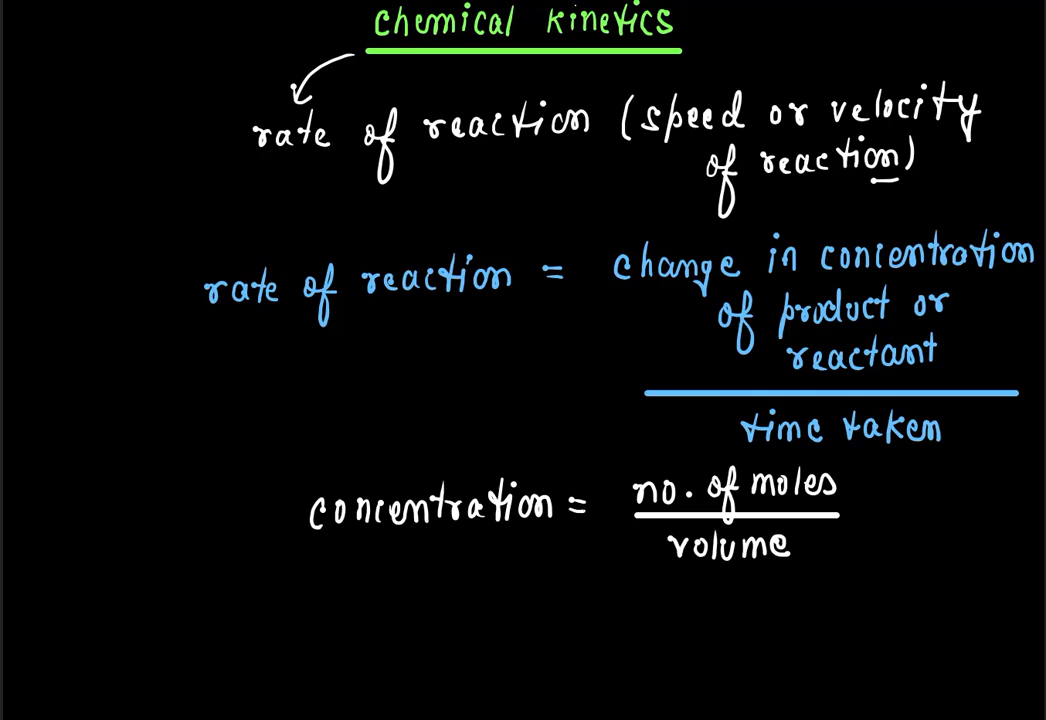 Chemical kinetics
rate of reaction (speed or velocity
of reaction)
rate of reaction = change in concentration
of product or
reactant
time taken
concentration = no. of moles
volume